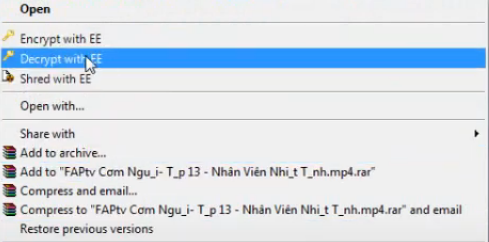 Open
Encrypt with EE
Decrypt with EE
Shred with EE
Open with...
Share with
Add to archive...
Add to "FAPtv Cơm Ngu_i- T_p 13 - Nhân Viên Nhi_t T_nh.mp4.rar"
Compress and email...
Compress to "FAPtv Cơm Ngu_i- T_p 13 - Nhân Viên Nhi_t T_nh.mp4.rar" and email
Restore previous versions